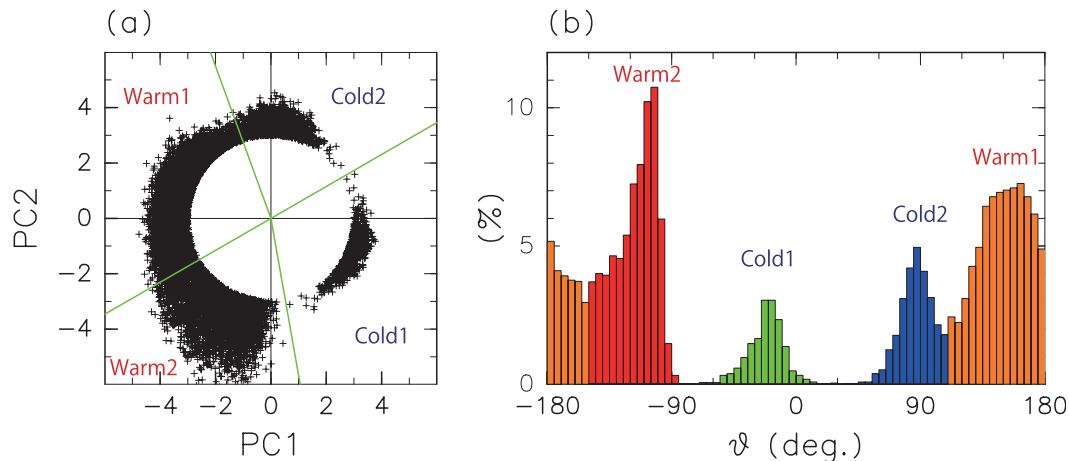 (a)
Warm1
Cold2
4
2
0
−2
−4
PC2
Warm2
Cold1
−4 −2 0 2 4
PC1
(b)
Warm2
Warm1
Cold2
Cold1
10
5
0
(%)
−180 −90 0 90 180
ϑ (deg.)